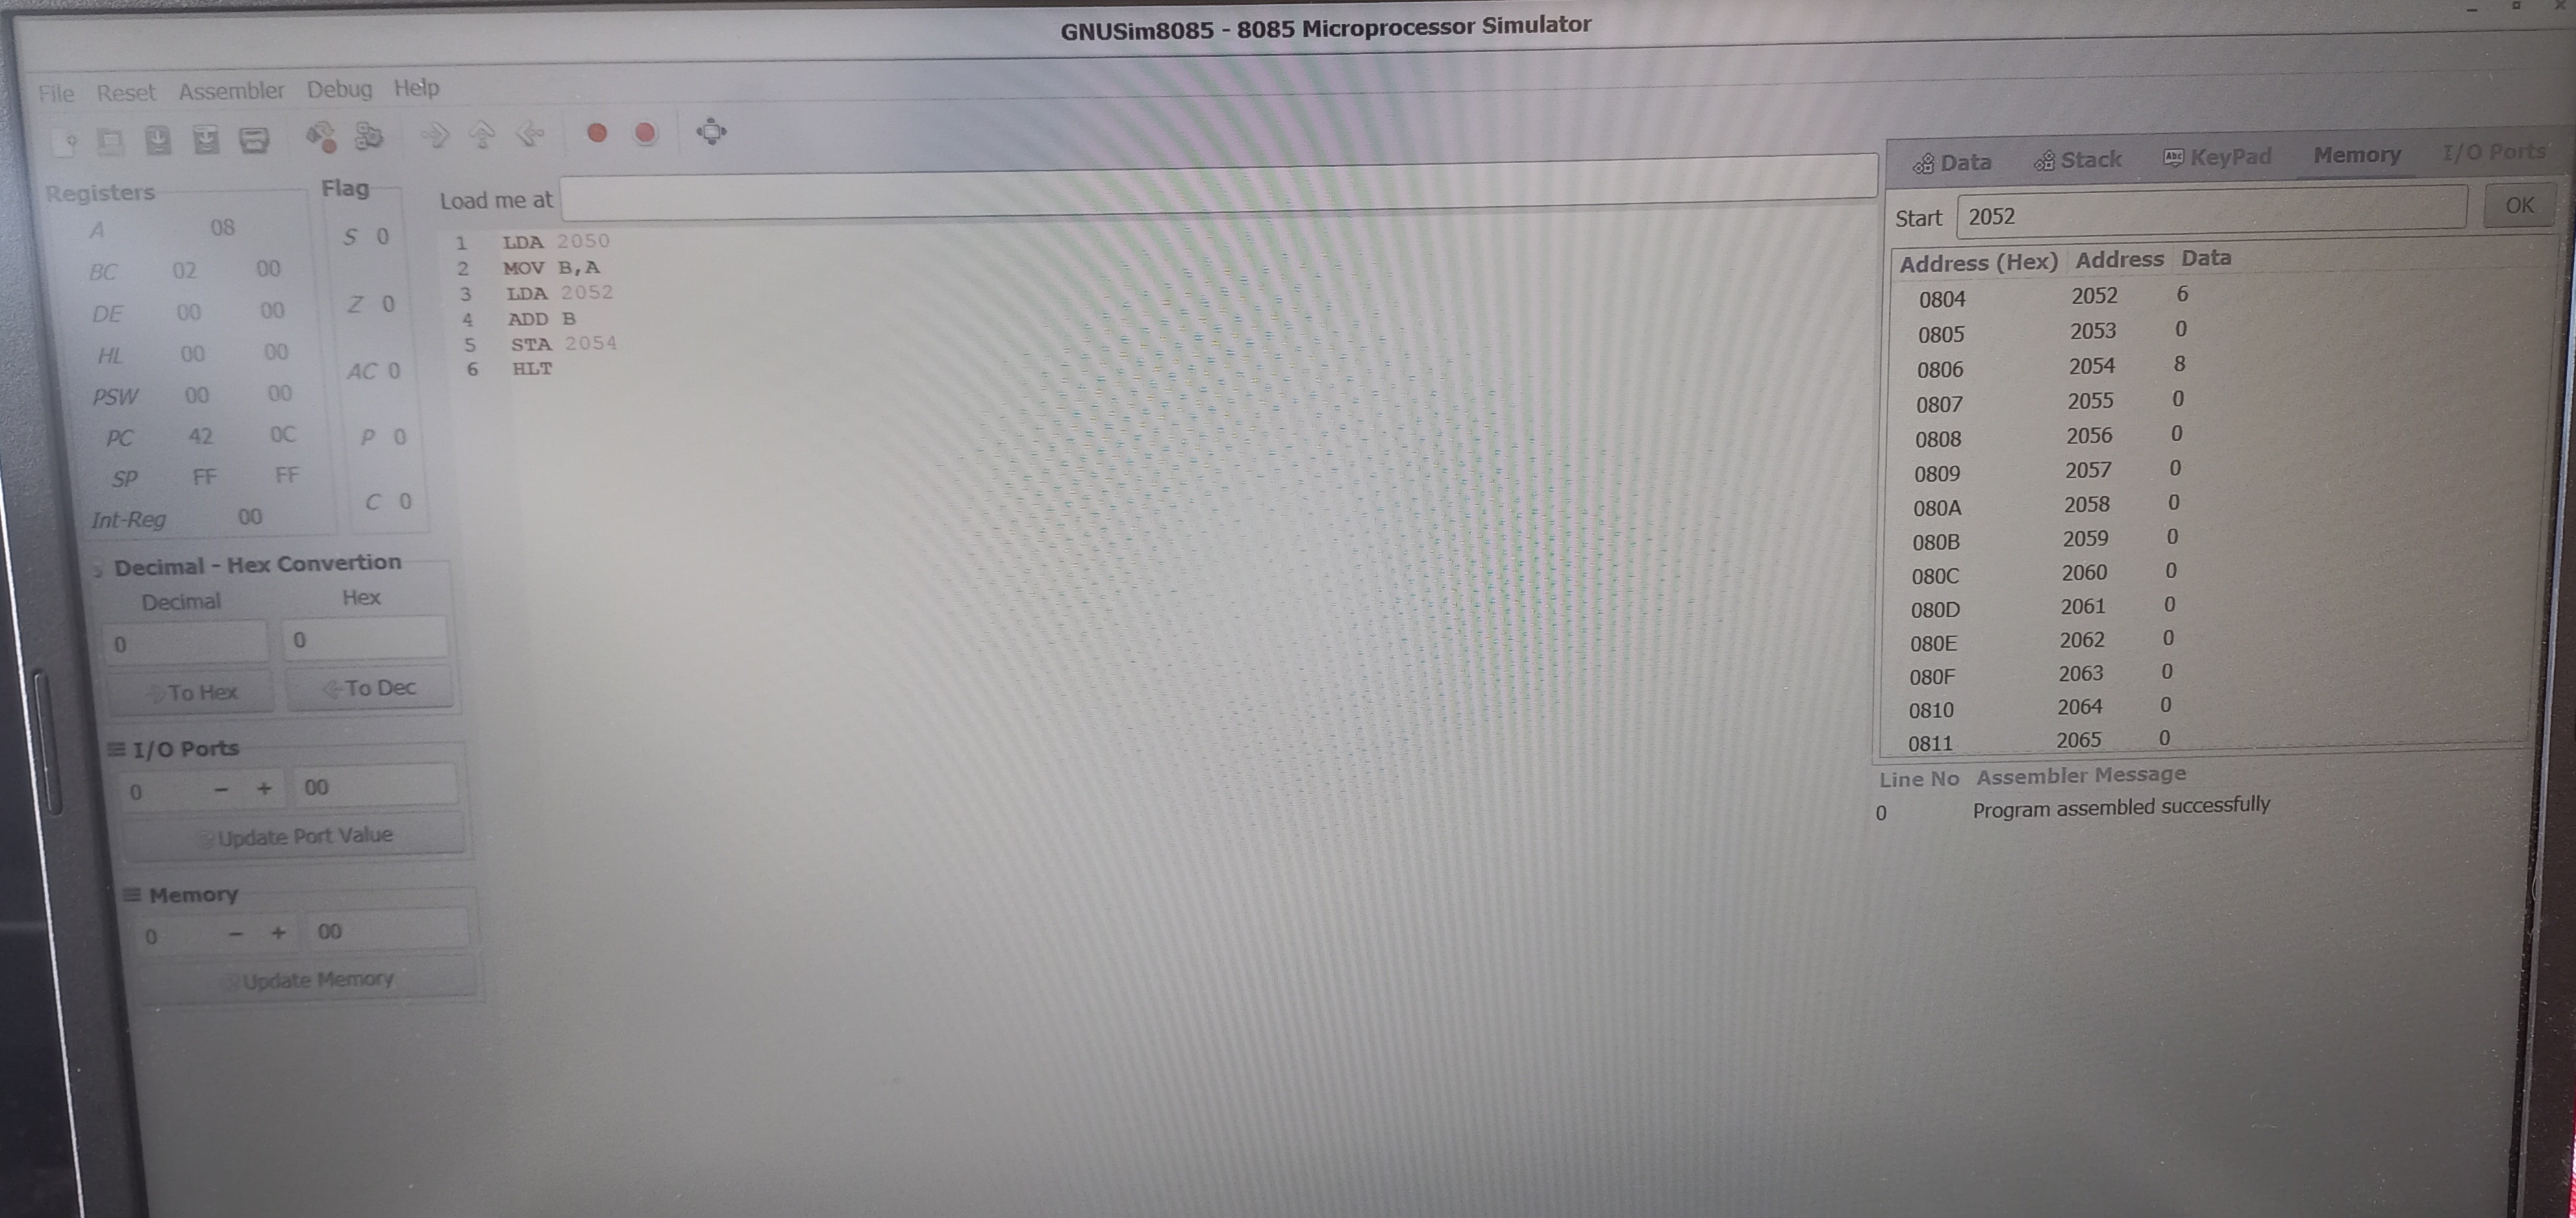 GNUSim8085 - 8085 Microprocessor Simulator
File Reset Assembler Debug Help
Registers
A 08
BC 02 00
DE 00 00
HL 00 00
PSW 00 00
PC 42 0C
SP FF FF
Int-Reg 00
Flag
S 0
Z 0
AC 0
P 0
C 0
Decimal - Hex Convertion
Decimal Hex
0 0
To Hex To Dec
I/O Ports
0 - + 00
Update Port Value
Memory
0 - + 00
Update Memory
Load me at
1 LDA 2050
2 MOV B,A
3 LDA 2052
4 ADD B
5 STA 2054
6 HLT
Data Stack Abc KeyPad Memory I/O Ports
Start 2052 OK
Address (Hex) Address Data
0804 2052 6
0805 2053 0
0806 2054 8
0807 2055 0
0808 2056 0
0809 2057 0
080A 2058 0
080B 2059 0
080C 2060 0
080D 2061 0
080E 2062 0
080F 2063 0
0810 2064 0
0811 2065 0
Line No Assembler Message
0 Program assembled successfully